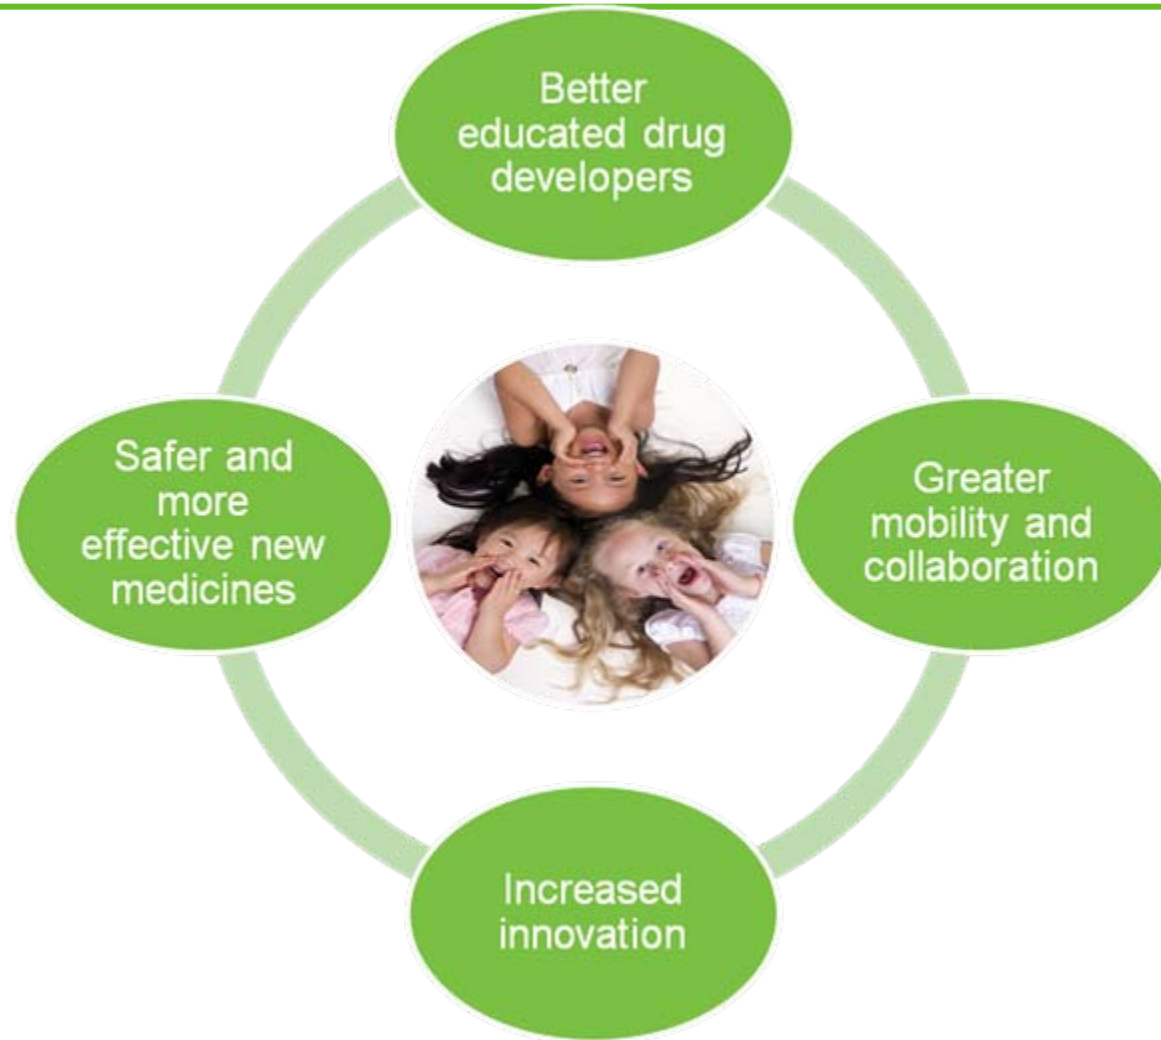 Better
educated drug
developers
Safer and
more
effective new
medicines
Greater
mobility and
collaboration
Increased
innovation